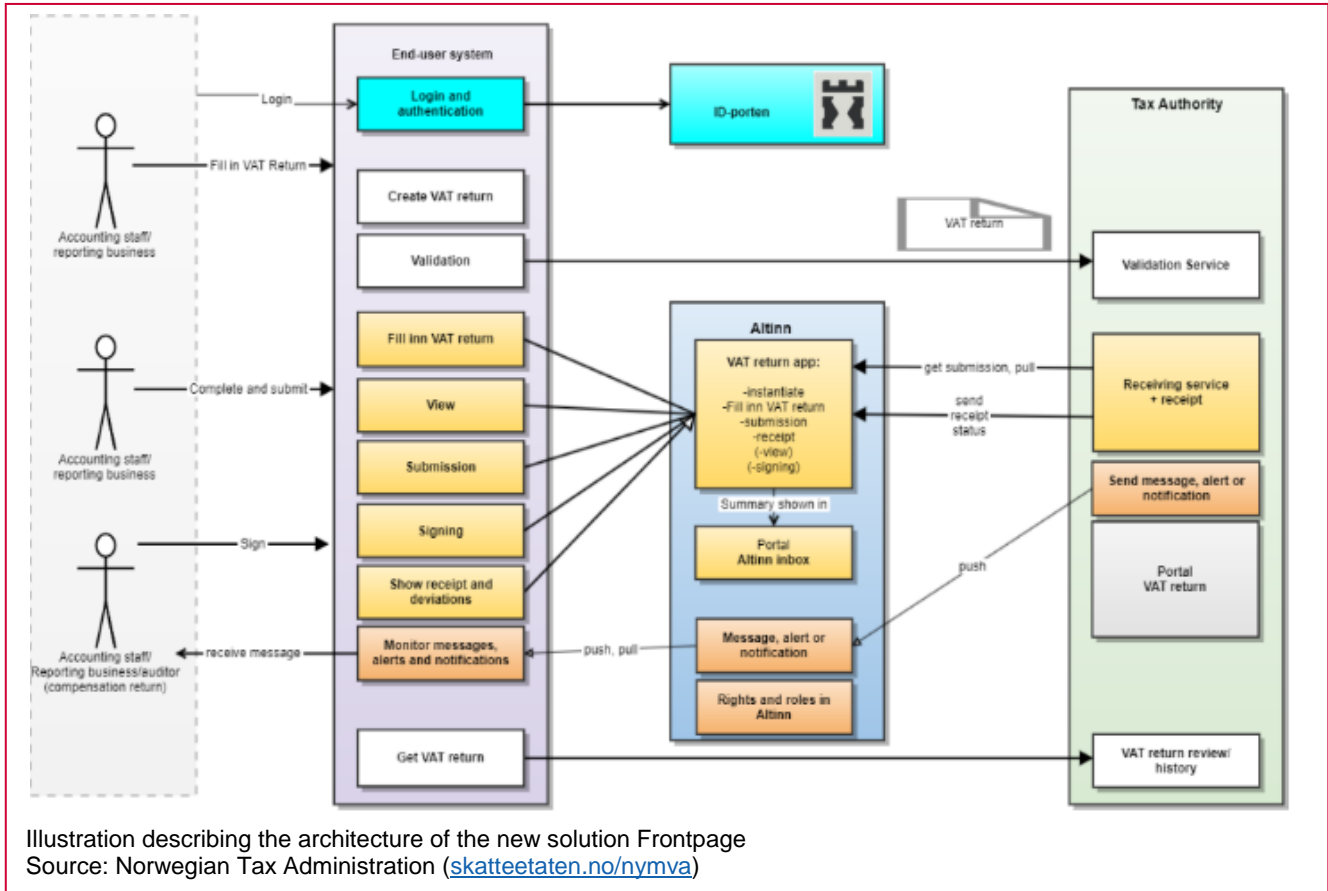 End-user system
Login and
authentication
ID-porten
Tax Authority
Login
Fill in VAT Return
Accounting staff/
reporting business
Create VAT return
VAT return
Validation
Validation Service
Altinn
Fill inn VAT return
VAT return app:
-instantiate
-Fill inn VAT return
-submission
-receipt
(-view)
(-signing)
get submission, pull
Receiving service
+ receipt
send
receipt
status
Complete and submit
View
Accounting staff/
reporting business
Submission
Send message, alert or
notification
Summary shown in
Signing
Sign
Portal
Altinn inbox
Portal
VAT return
push
Show receipt and
deviations
Monitor messages,
alerts and notifications
receive message
push, pull
Message, alert or
notification
Accounting staff/
Reporting business/auditor
(compensation return)
Rights and roles in
Altinn
Get VAT return
VAT return review/
history
Illustration describing the architecture of the new solution Frontpage
Source: Norwegian Tax Administration (skatteetaten.no/nymva)